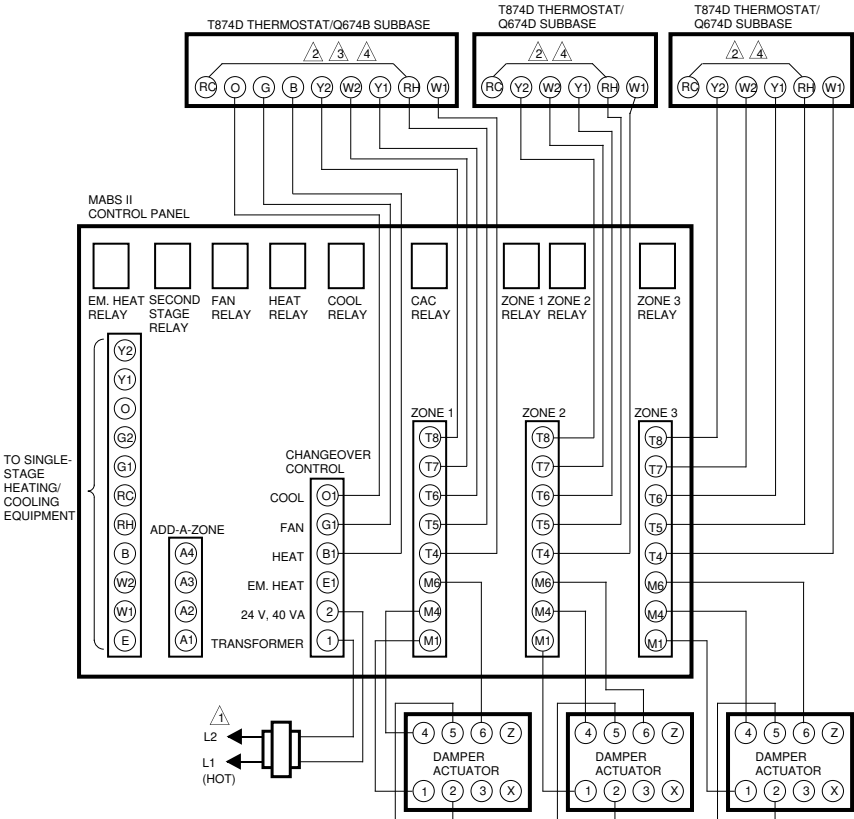 T874D THERMOSTAT/Q674B SUBBASE
2 3 4
RC O G B Y2 W2 Y1 RH W1
T874D THERMOSTAT/
Q674D SUBBASE
2 4
RC Y2 W2 Y1 RH W1
T874D THERMOSTAT/
Q674D SUBBASE
2 4
RC Y2 W2 Y1 RH W1
MABS II
CONTROL PANEL
EM. HEAT
RELAY
SECOND
STAGE
RELAY
FAN
RELAY
HEAT
RELAY
COOL
RELAY
CAC
RELAY
ZONE 1
RELAY
ZONE 2
RELAY
ZONE 3
RELAY
TO SINGLE-
STAGE
HEATING/
COOLING
EQUIPMENT
Y2
Y1
O
G2
G1
RC
RH
B
W2
W1
E
ADD-A-ZONE
A4
A3
A2
A1
CHANGEOVER
CONTROL
COOL O1
FAN G1
HEAT B1
EM. HEAT E1
24 V, 40 VA 2
TRANSFORMER 1
ZONE 1
T8
T7
T6
T5
T4
M6
M4
M1
ZONE 2
T8
T7
T6
T5
T4
M6
M4
M1
ZONE 3
T8
T7
T6
T5
T4
M6
M4
M1
1
L2
L1
(HOT)
4 5 6 Z
DAMPER
ACTUATOR
1 2 3 X
4 5 6 Z
DAMPER
ACTUATOR
1 2 3 X
4 5 6 Z
DAMPER
ACTUATOR
1 2 3 X